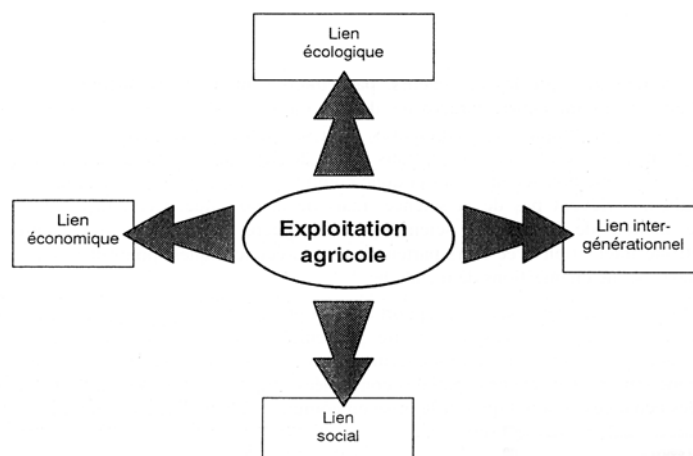 Lien
écologique
Lien
économique
Exploitation
agricole
Lien inter-
générationnel
Lien
social